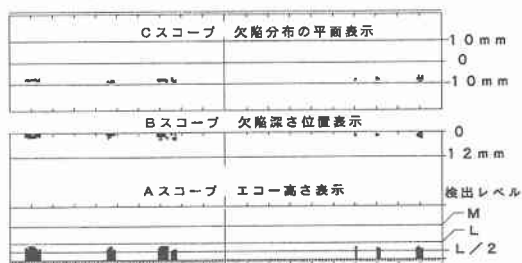 Cスコープ 欠陥分布の平面表示
10mm
0
10mm
Bスコープ 欠陥深さ位置表示
0
12mm
Aスコープ エコー高さ表示
検出レベル
M
L
L/2